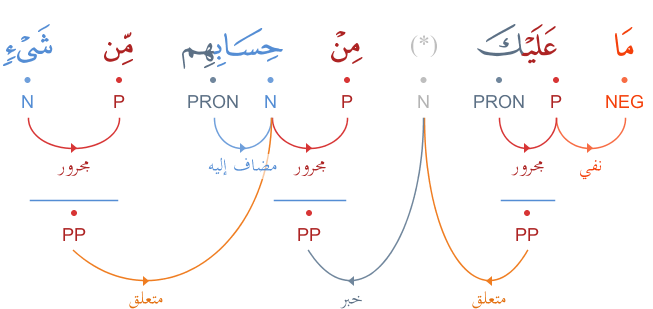 مَا عَلَيْكَ (*) مِنْ حِسَابِهِم مِّن شَىْءٍ
NEG P PRON N P N PRON P N
نفي مجرور مجرور مضاف إليه مجرور
PP PP PP
متعلق خبر متعلق